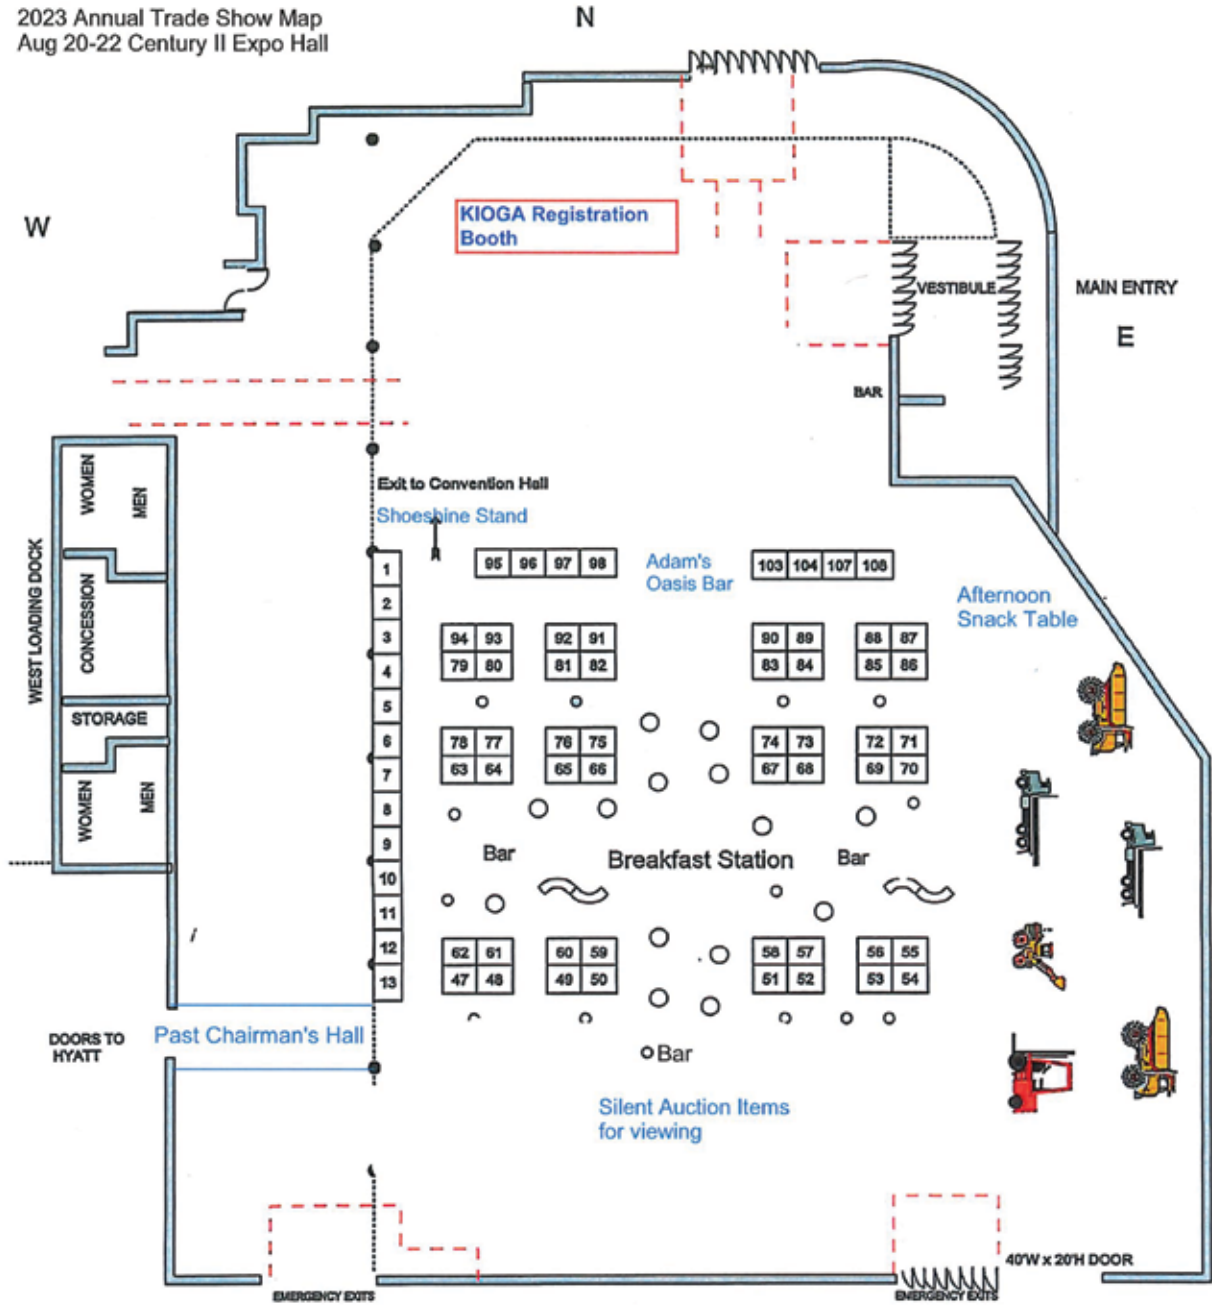 2023 Annual Trade Show Map
Aug 20-22 Century II Expo Hall
N
W
KIOGA Registration
Booth
VESTIBULE
MAIN ENTRY
E
BAR
WOMEN
MEN
Exit to Convention Hall
Shoeshine Stand
WEST LOADING DOCK
CONCESSION
STORAGE
WOMEN
MEN
1
2
3
4
5
6
7
8
9
10
11
12
13
95 96 97 98
Adam's
Oasis Bar
103 104 107 108
Afternoon
Snack Table
94 93 92 91 90 89 88 87
79 80 81 82 83 84 85 86
78 77 76 75 74 73 72 71
63 64 65 66 67 68 69 70
Bar
Breakfast Station
Bar
i
62 61 60 59 58 57 56 55
47 48 49 50 51 52 53 54
DOORS TO
HYATT
Past Chairman's Hall
Bar
Silent Auction Items
for viewing
40'W x 20'H DOOR
EMERGENCY EXITS
EMERGENCY EXITS